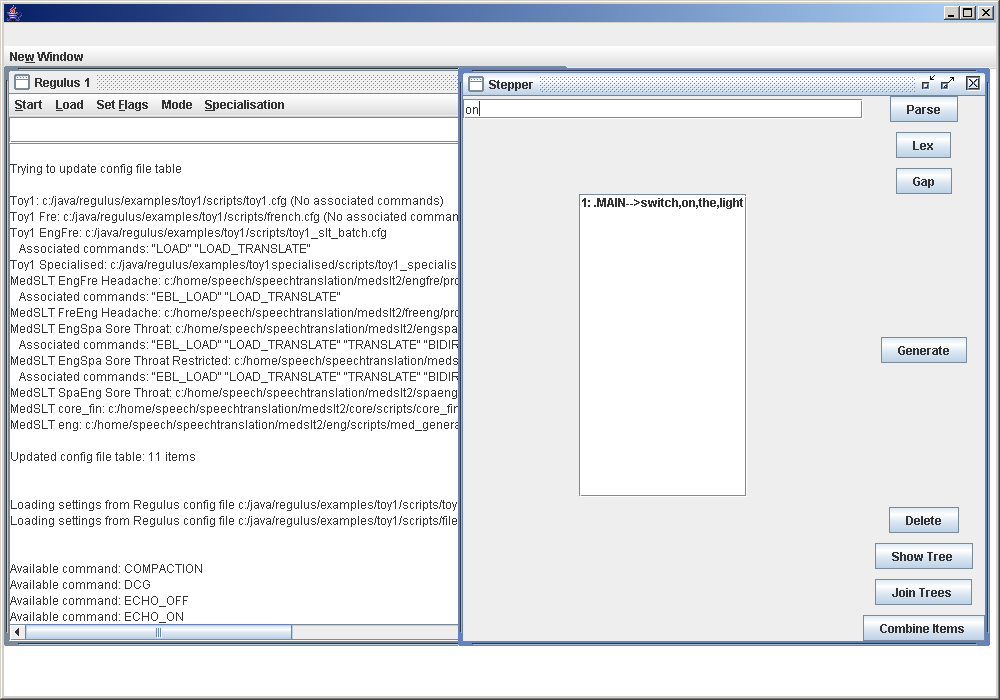 New Window
Regulus 1
Start Load Set Flags Mode Specialisation
Trying to update config file table
Toy1: c:/java/regulus/examples/toy1/scripts/toy1.cfg (No associated commands)
Toy1 Fre: c:/java/regulus/examples/toy1/scripts/french.cfg (No associated comman
Toy1 EngFre: c:/java/regulus/examples/toy1/scripts/toy1_slt_batch.cfg
Associated commands: "LOAD" "LOAD_TRANSLATE"
Toy1 Specialised: c:/java/regulus/examples/toy1specialised/scripts/toy1_specialis
MedSLT EngFre Headache: c:/home/speech/speechtranslation/medslt2/engfre/pro
Associated commands: "EBL_LOAD" "LOAD_TRANSLATE"
MedSLT FreEng Headache: c:/home/speech/speechtranslation/medslt2/freeng/pro
MedSLT EngSpa Sore Throat: c:/home/speech/speechtranslation/medslt2/engspa
Associated commands: "EBL_LOAD" "LOAD_TRANSLATE" "TRANSLATE" "BIDIR
MedSLT EngSpa Sore Throat Restricted: c:/home/speech/speechtranslation/meds
Associated commands: "EBL_LOAD" "LOAD_TRANSLATE" "TRANSLATE" "BIDIR
MedSLT SpaEng Sore Throat: c:/home/speech/speechtranslation/medslt2/spaeng
MedSLT core_fin: c:/home/speech/speechtranslation/medslt2/core/scripts/core_fin
MedSLT eng: c:/home/speech/speechtranslation/medslt2/eng/scripts/med_genera
Updated config file table: 11 items
Loading settings from Regulus config file c:/java/regulus/examples/toy1/scripts/toy
Loading settings from Regulus config file c:/java/regulus/examples/toy1/scripts/file
Available command: COMPACTION
Available command: DCG
Available command: ECHO_OFF
Available command: ECHO_ON
Stepper
on
Parse
Lex
Gap
1: .MAIN-->switch,on,the,light
Generate
Delete
Show Tree
Join Trees
Combine Items